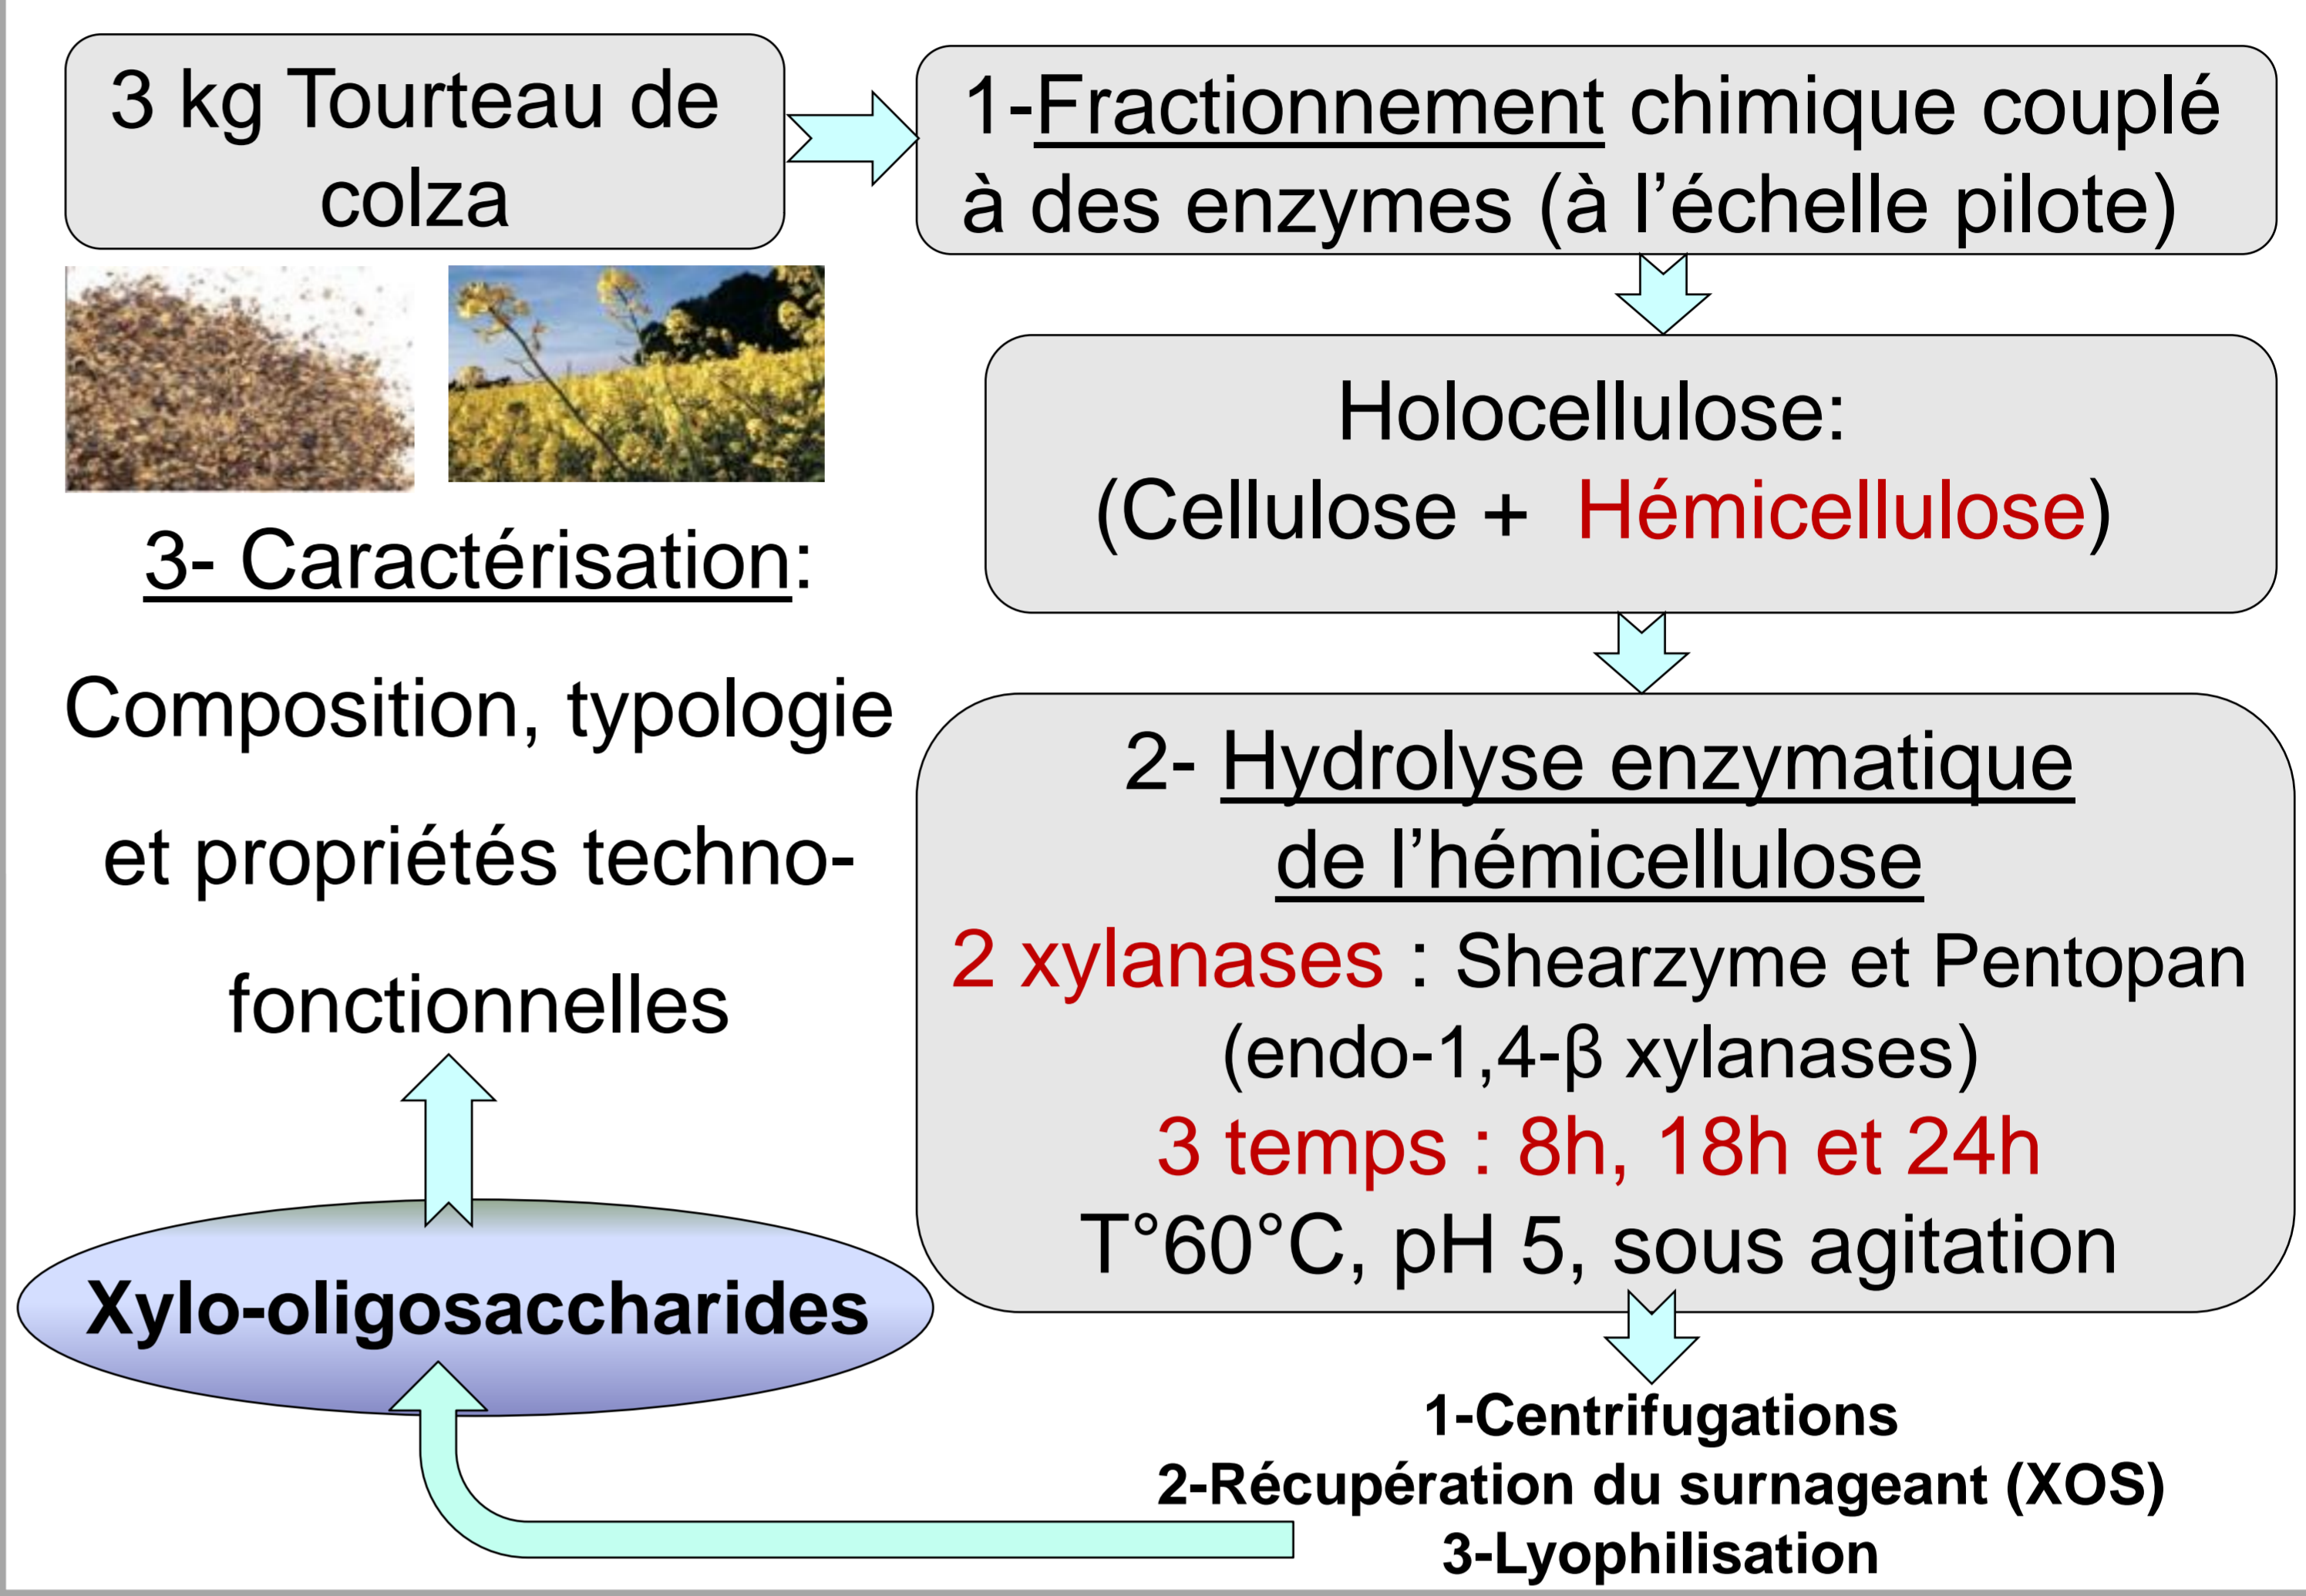 3 kg Tourteau de
colza
1-Fractionnement chimique couplé
à des enzymes (à l’échelle pilote)
Holocellulose:
(Cellulose + Hémicellulose)
2- Hydrolyse enzymatique
de l’hémicellulose
2 xylanases : Shearzyme et Pentopan
(endo-1,4-β xylanases)
3 temps : 8h, 18h et 24h
T°60°C, pH 5, sous agitation
1-Centrifugations
2-Récupération du surnageant (XOS)
3-Lyophilisation
Xylo-oligosaccharides
3- Caractérisation:
Composition, typologie
et propriétés techno-
fonctionnelles